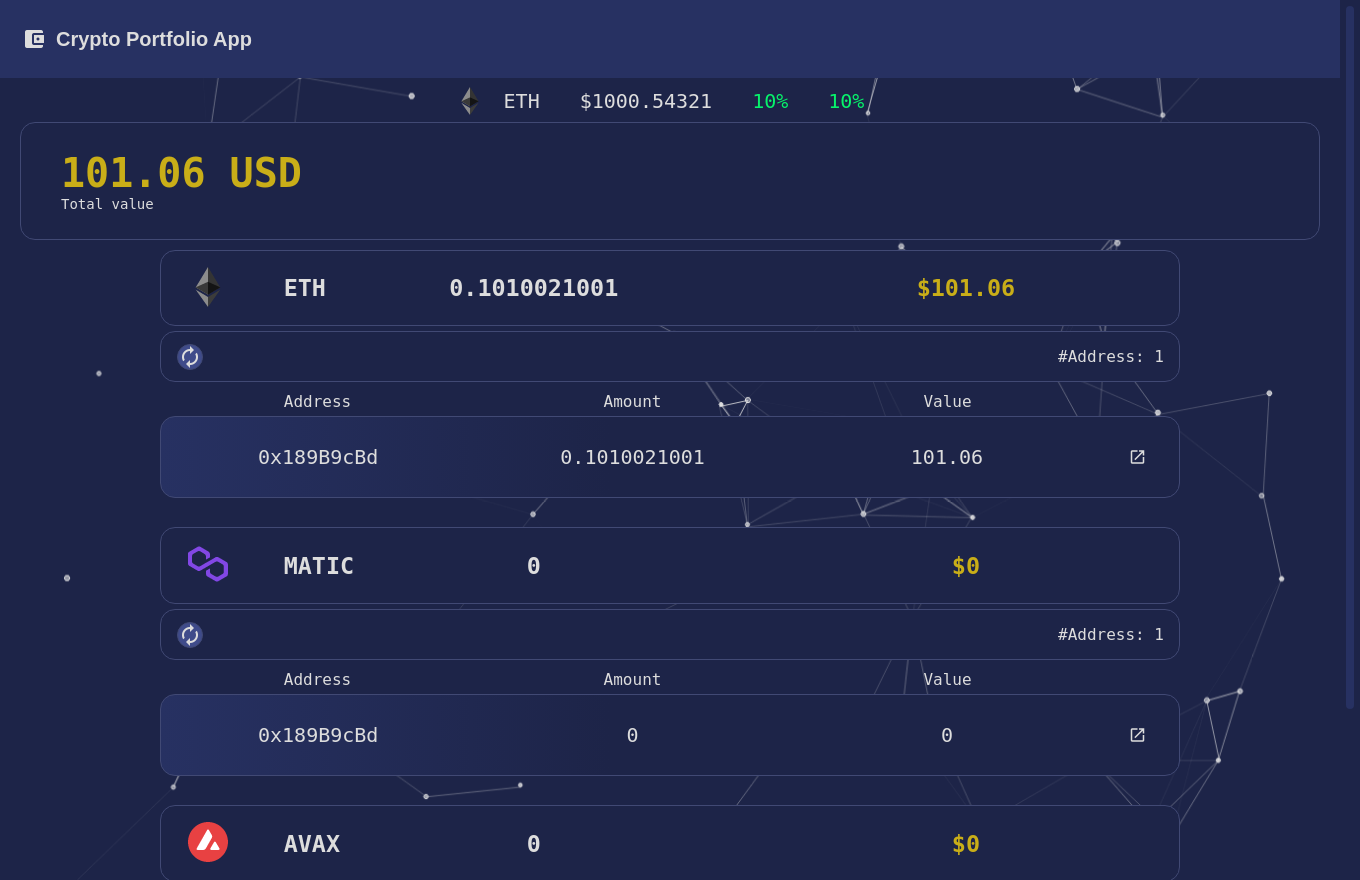 Crypto Portfolio App
ETH $1000.54321 10% 10%
101.06 USD
Total value
ETH 0.1010021001 $101.06
#Address: 1
Address Amount Value
0x189B9cBd 0.1010021001 101.06
MATIC 0 $0
#Address: 1
Address Amount Value
0x189B9cBd 0 0
AVAX 0 $0